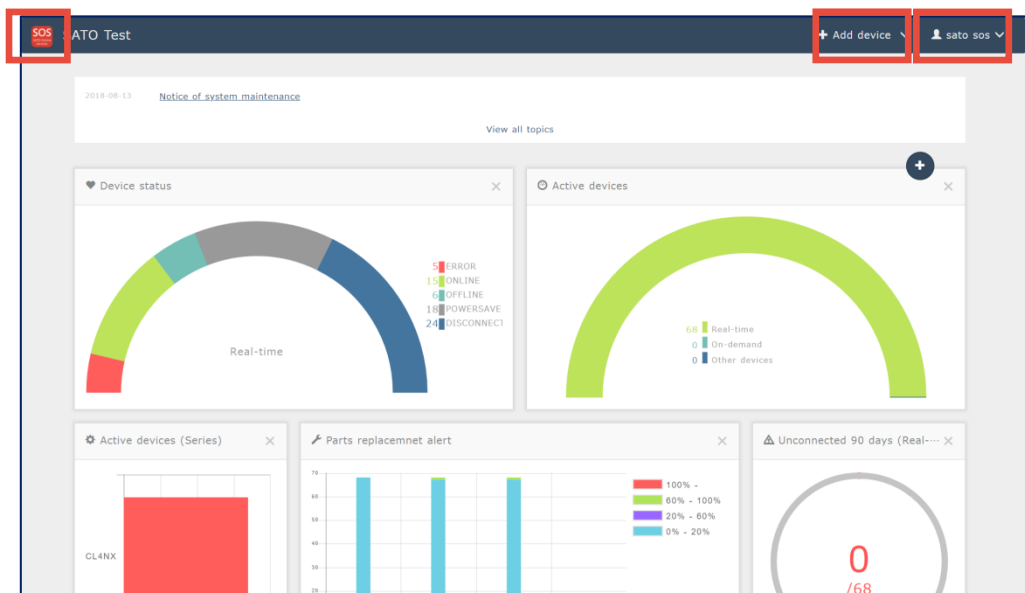 SOS
SATO Test
Add device
sato sos
2018-08-13 Notice of system maintenance
View all topics
Device status
Active devices
5 ERROR
15 ONLINE
6 OFFLINE
18 POWERSAVE
24 DISCONNECT
Real-time
68 Real-time
0 On-demand
0 Other devices
Active devices (Series)
Parts replacemnet alert
Unconnected 90 days (Real-···
CL4NX
70
60
50
40
30
20
100% -
60% - 100%
20% - 60%
0% - 20%
0
/68